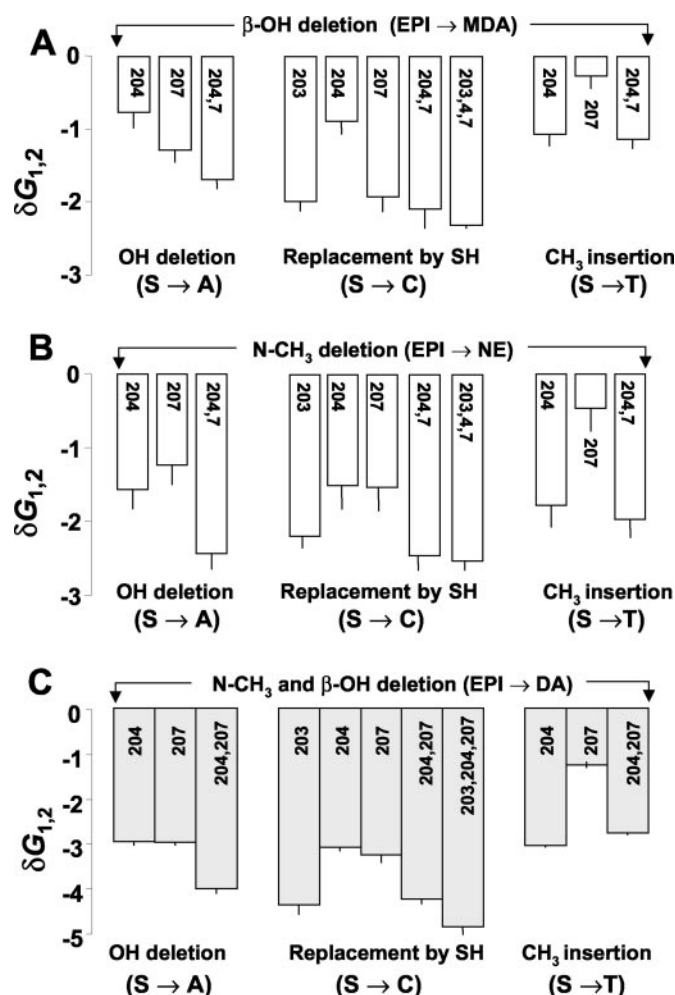 A
β-OH deletion (EPI → MDA)
0
-1
-2
-3
δG1,2
204
207
204,7
203
204
207
204,7
203,4,7
204
207
204,7
OH deletion
(S → A)
Replacement by SH
(S → C)
CH3 insertion
(S →T)
B
N-CH3 deletion (EPI → NE)
0
-1
-2
-3
δG1,2
204
207
204,7
203
204
207
204,7
203,4,7
204
207
204,7
OH deletion
(S → A)
Replacement by SH
(S → C)
CH3 insertion
(S →T)
C
N-CH3 and β-OH deletion (EPI → DA)
0
-1
-2
-3
-4
-5
δG1,2
204
207
204,207
203
204
207
204,207
203,204,207
204
207
204,207
OH deletion
(S → A)
Replacement by SH
(S → C)
CH3 insertion
(S →T)